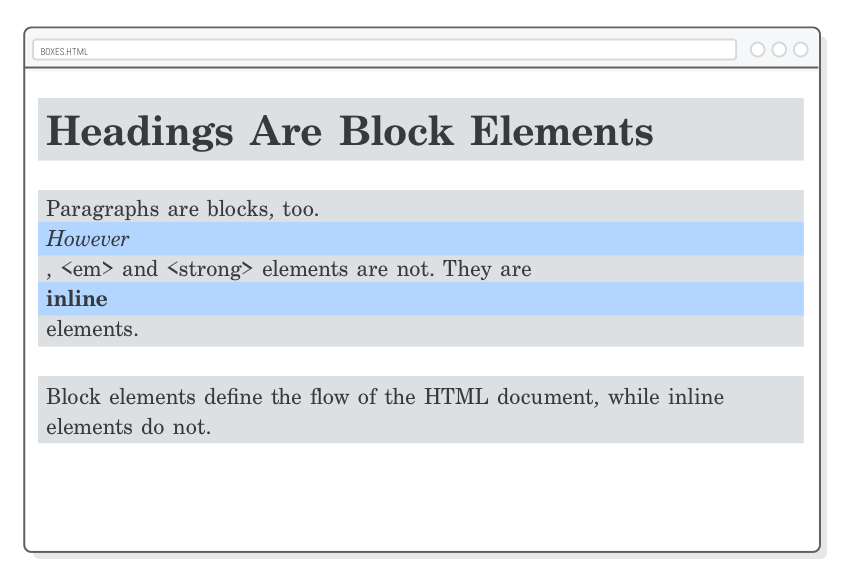 BOXES.HTML
Headings Are Block Elements
Paragraphs are blocks, too.
However
, <em> and <strong> elements are not. They are
inline
elements.
Block elements define the flow of the HTML document, while inline
elements do not.